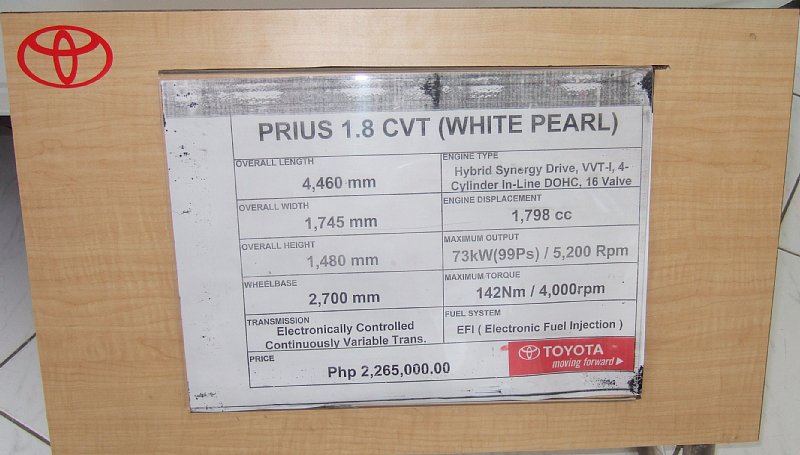 PRIUS 1.8 CVT (WHITE PEARL)
OVERALL LENGTH
4,460 mm
ENGINE TYPE
Hybrid Synergy Drive, VVT-I, 4-
Cylinder In-Line DOHC, 16 Valve
OVERALL WIDTH
1,745 mm
ENGINE DISPLACEMENT
1,798 cc
OVERALL HEIGHT
1,480 mm
MAXIMUM OUTPUT
73kW(99Ps) / 5,200 Rpm
WHEELBASE
2,700 mm
MAXIMUM TORQUE
142Nm / 4,000rpm
TRANSMISSION
Electronically Controlled
Continuously Variable Trans.
FUEL SYSTEM
EFI ( Electronic Fuel Injection )
PRICE
Php 2,265,000.00
TOYOTA
moving forward